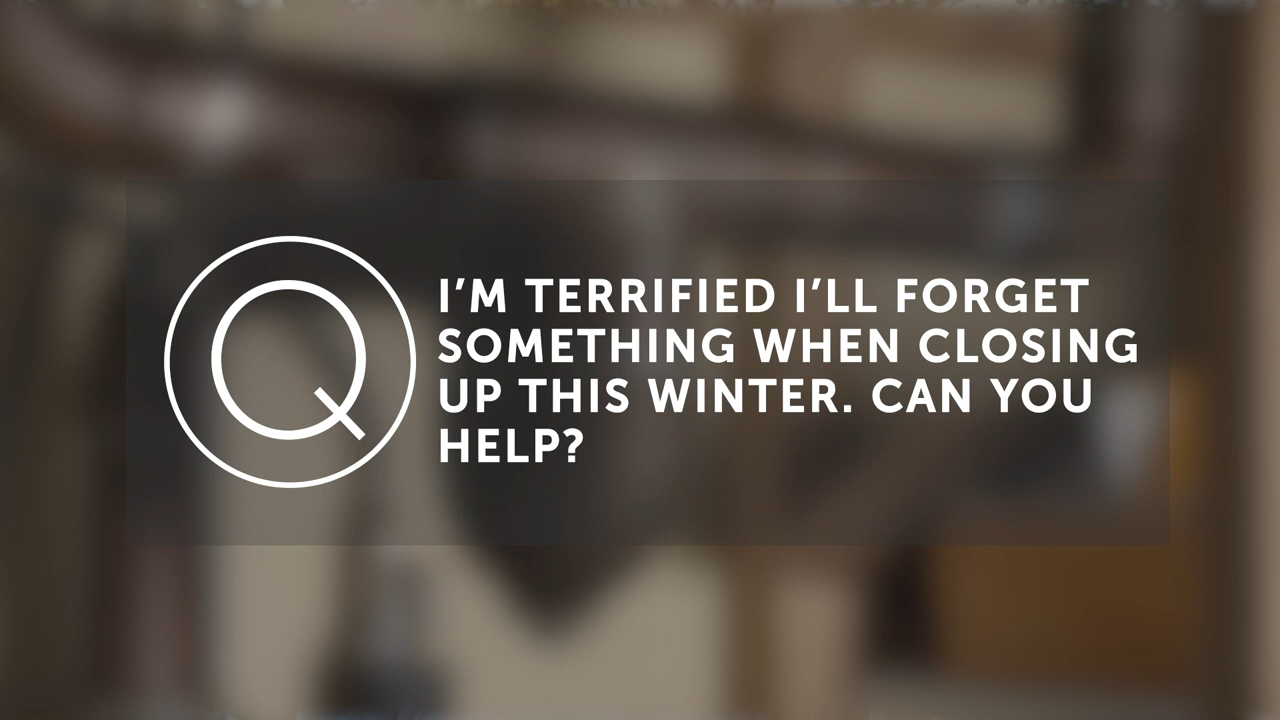 Q
I’M TERRIFIED I’LL FORGET
SOMETHING WHEN CLOSING
UP THIS WINTER. CAN YOU
HELP?